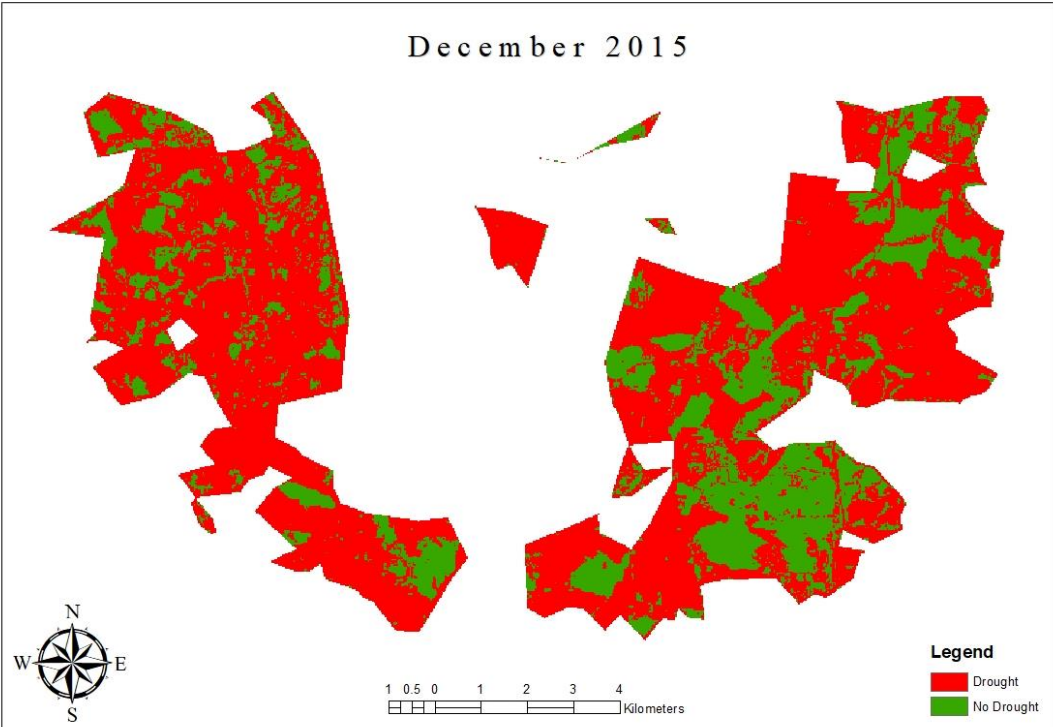 December 2015
N
W E
S
1 0.5 0 1 2 3 4
Kilometers
Legend
Drought
No Drought